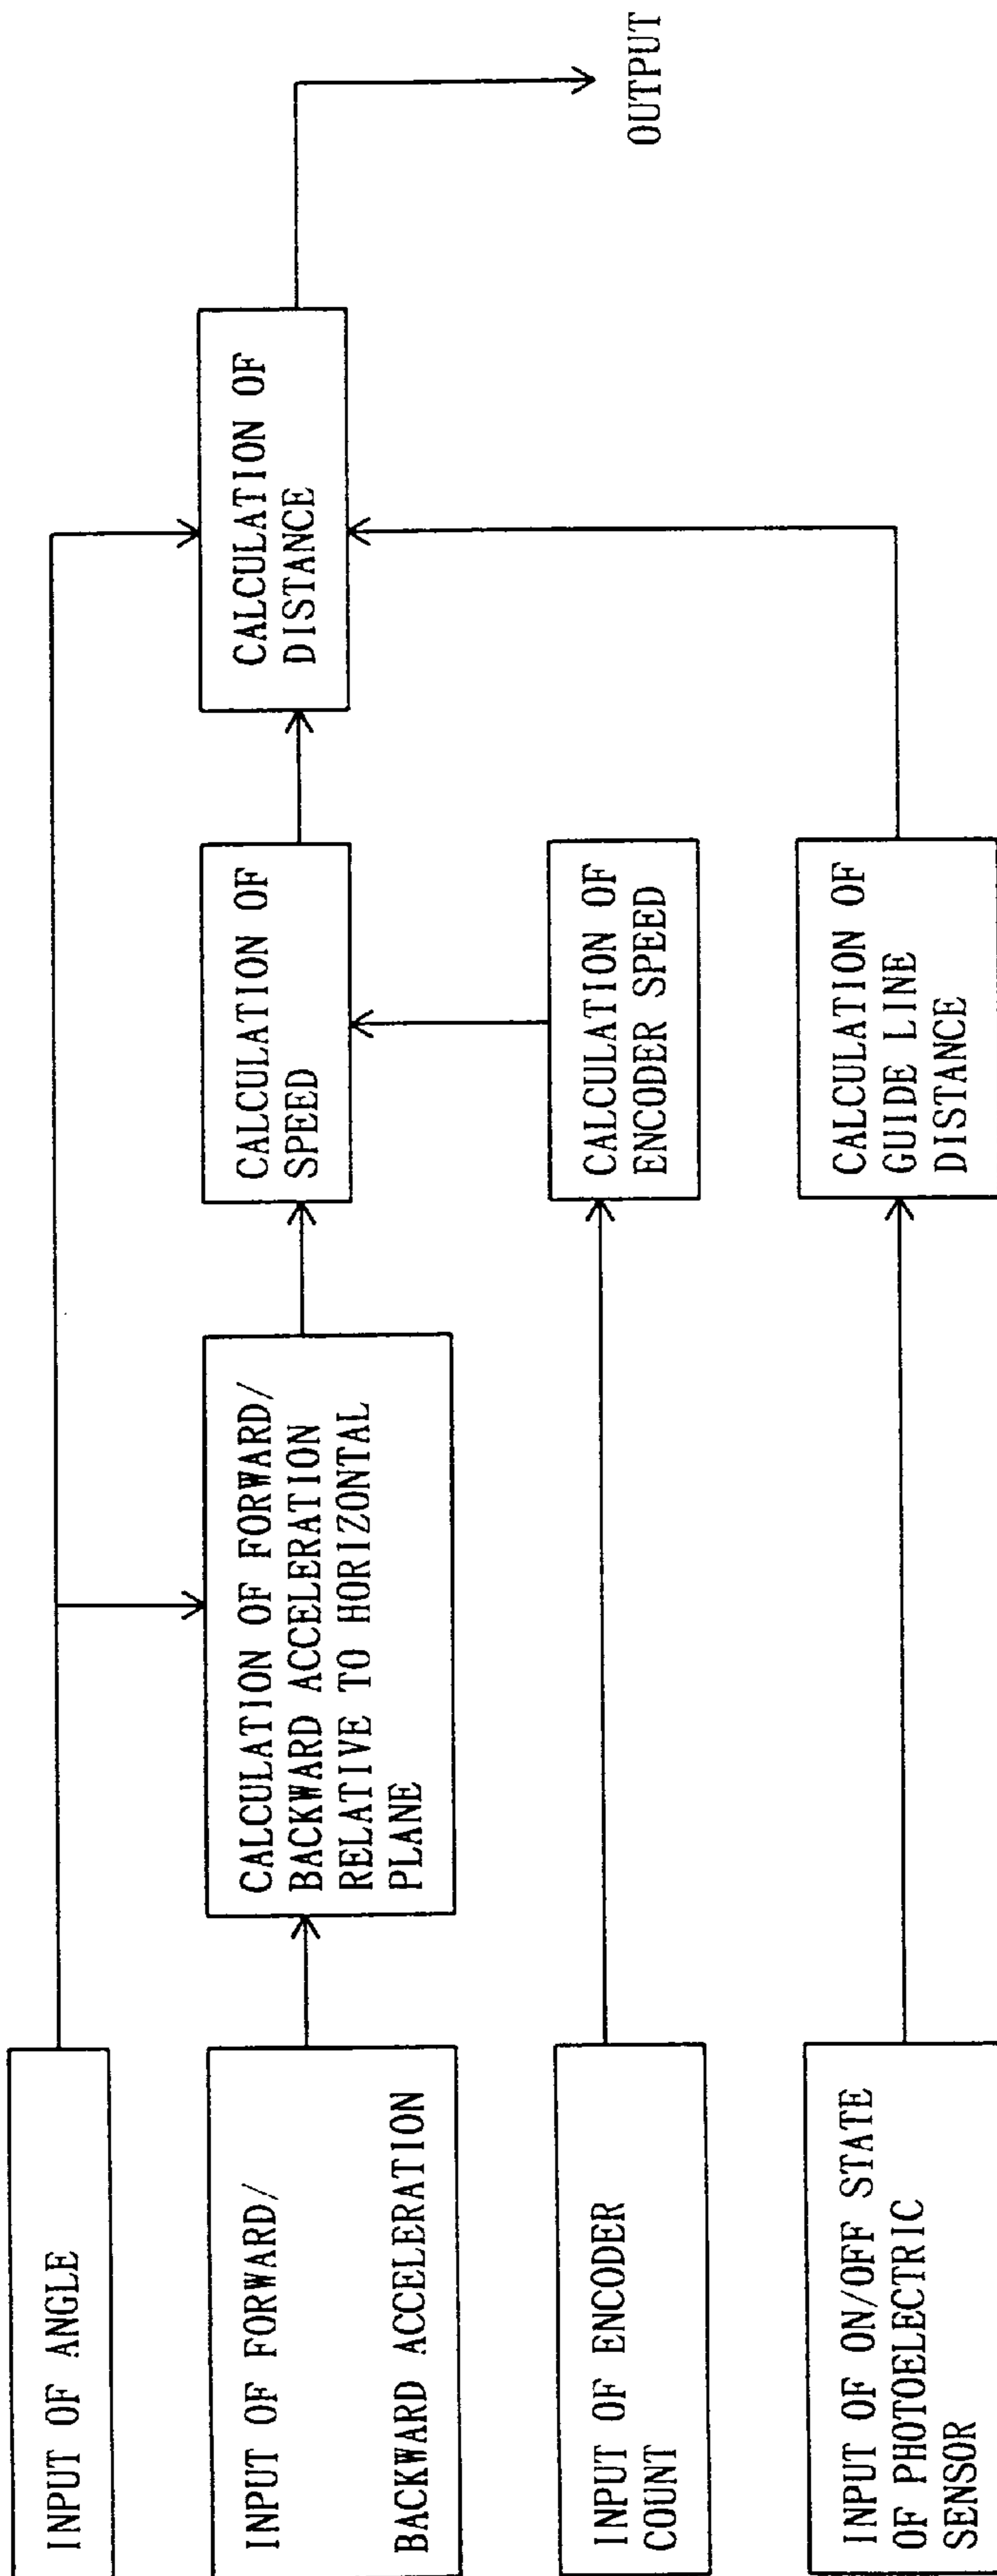 INPUT OF ANGLE
INPUT OF FORWARD/
BACKWARD ACCELERATION
INPUT OF ENCODER
COUNT
INPUT OF ON/OFF STATE
OF PHOTOELECTRIC
SENSOR
CALCULATION OF FORWARD/
BACKWARD ACCELERATION
RELATIVE TO HORIZONTAL
PLANE
CALCULATION OF
SPEED
CALCULATION OF
ENCODER SPEED
CALCULATION OF
GUIDE LINE
DISTANCE
CALCULATION OF
DISTANCE
OUTPUT